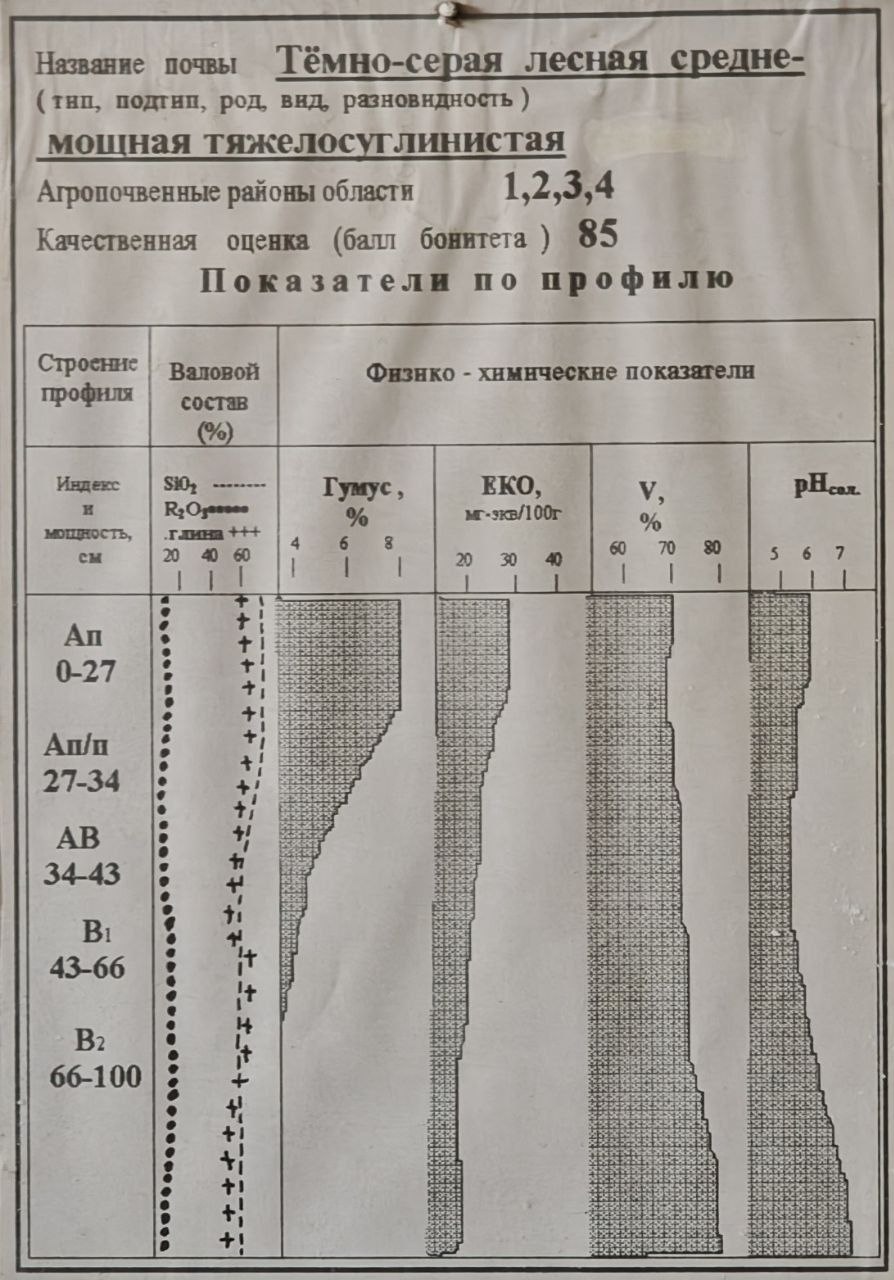 Название почвы Тёмно-серая лесная средне-
( тип, подтип, род, вид, разновидность )
мощная тяжелосуглинистая
Агропочвенные районы области 1,2,3,4
Качественная оценка (балл бонитета ) 85
Показатели по профилю
Строение профиля
Валовой состав (%)
Физико - химические показатели
Индекс
и
мощность,
см
SiO₂ --------
R₂O₃●●●●●
.глина +++
20 40 60
Гумус ,
%
4 6 8
ЕКО,
мг-экв/100г
20 30 40
V,
%
60 70 80
pHсол.
5 6 7
Ап
0-27
Ап/п
27-34
АВ
34-43
В₁
43-66
В₂
66-100